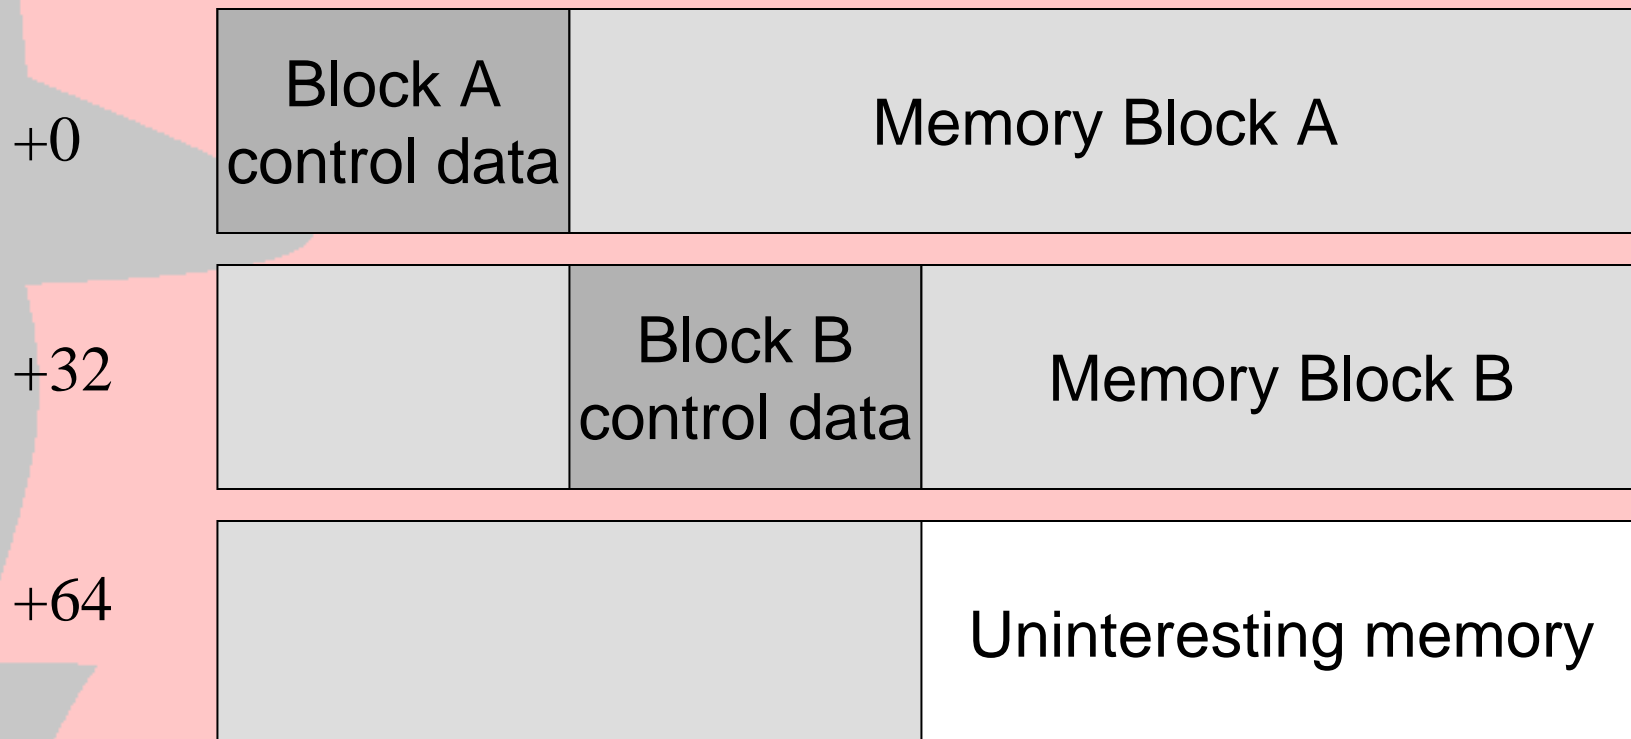 +0
Block A
control data
Memory Block A
+32
Block B
control data
Memory Block B
+64
Uninteresting memory